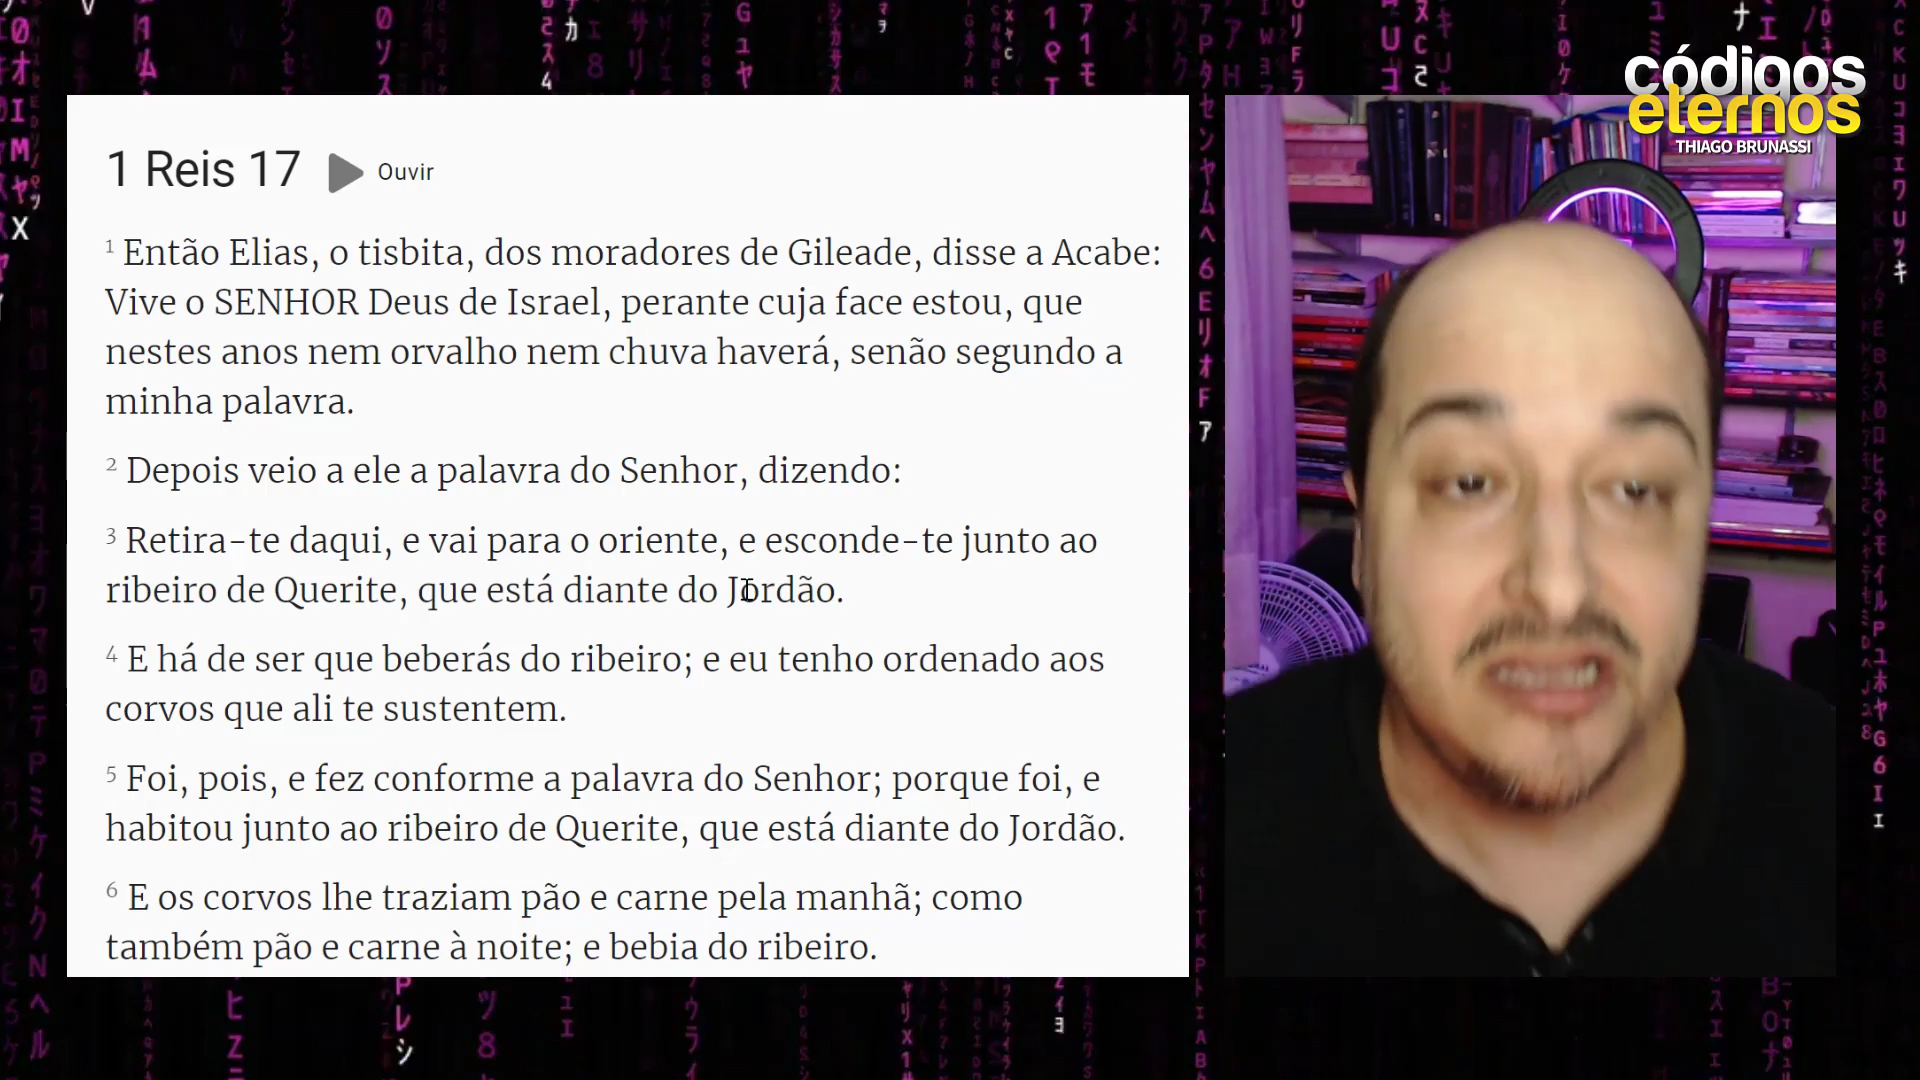 códigos
eternos
THIAGO BRUNASSI
1 Reis 17 Ouvir
1 Então Elias, o tisbita, dos moradores de Gileade, disse a Acabe:
Vive o SENHOR Deus de Israel, perante cuja face estou, que
nestes anos nem orvalho nem chuva haverá, senão segundo a
minha palavra.
2 Depois veio a ele a palavra do Senhor, dizendo:
3 Retira-te daqui, e vai para o oriente, e esconde-te junto ao
ribeiro de Querite, que está diante do Jordão.
4 E há de ser que beberás do ribeiro; e eu tenho ordenado aos
corvos que ali te sustentem.
5 Foi, pois, e fez conforme a palavra do Senhor; porque foi, e
habitou junto ao ribeiro de Querite, que está diante do Jordão.
6 E os corvos lhe traziam pão e carne pela manhã; como
também pão e carne à noite; e bebia do ribeiro.